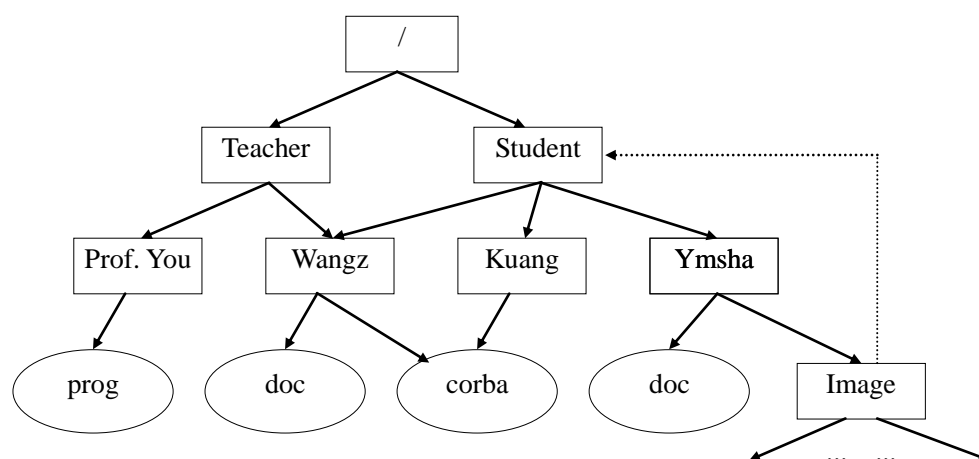 /
Teacher Student
Prof. You Wangz Kuang Ymsha
prog doc corba doc Image
... ...